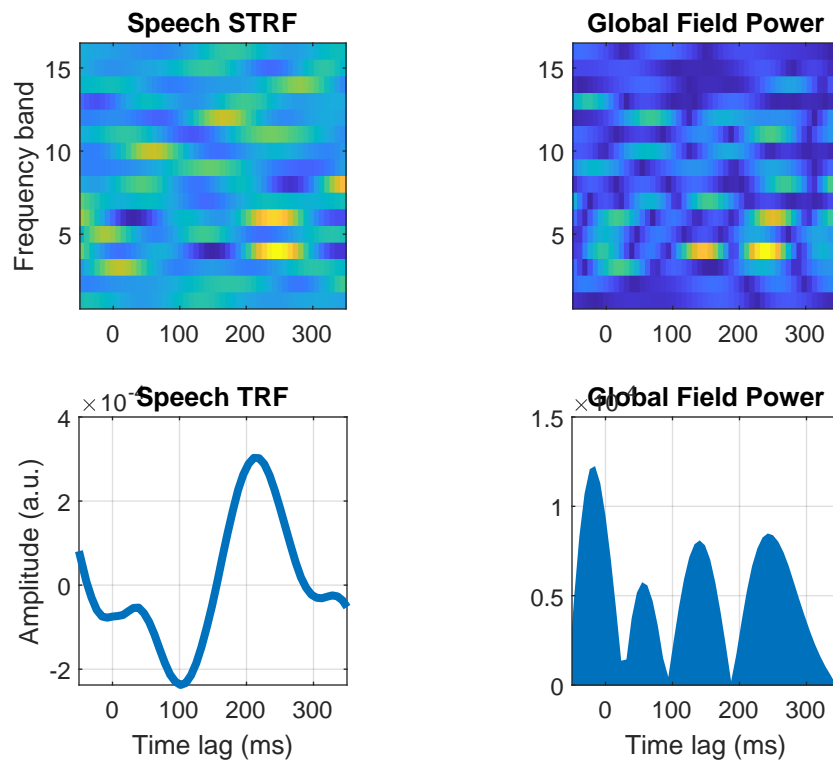 Speech STRF
15
10
5
Frequency band
0 100 200 300
Global Field Power
15
10
5
0 100 200 300
Speech TRF
× 10^-4
4
2
0
-2
Amplitude (a.u.)
0 100 200 300
Time lag (ms)
Global Field Power
1.5
1
0.5
0
0 100 200 300
Time lag (ms)